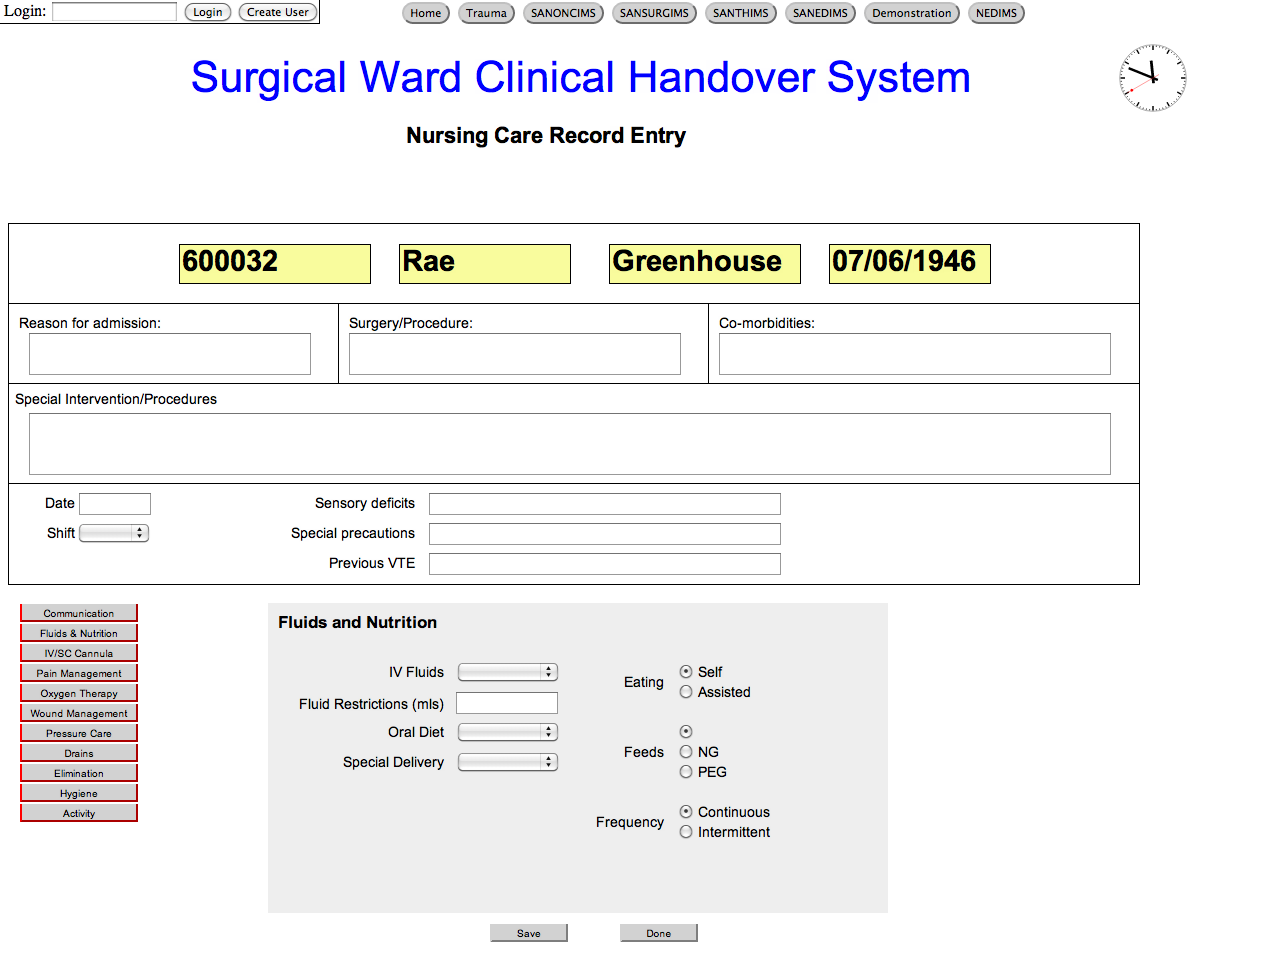 Login: Login Create User Home Trauma SANONCIMS SANSURGIMS SANTHIMS SANEDIMS Demonstration NEDIMS
Surgical Ward Clinical Handover System
Nursing Care Record Entry
600032 Rae Greenhouse 07/06/1946
Reason for admission: Surgery/Procedure: Co-morbidities:
Special Intervention/Procedures
Date Sensory deficits
Shift Special precautions
Previous VTE
Communication
Fluids & Nutrition
IV/SC Cannula
Pain Management
Oxygen Therapy
Wound Management
Pressure Care
Drains
Elimination
Hygiene
Activity
Fluids and Nutrition
IV Fluids
Fluid Restrictions (mls)
Oral Diet
Special Delivery
Eating
Self
Assisted
Feeds
NG
PEG
Frequency
Continuous
Intermittent
Save Done